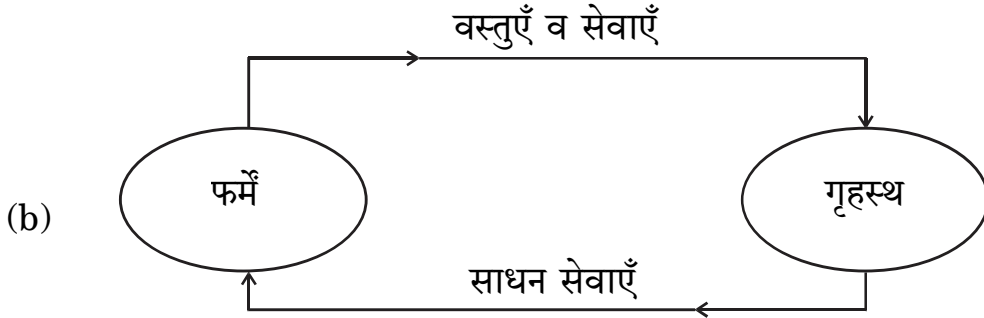 वस्तुएँ व सेवाएँ
फर्में
गृहस्थ
(b)
साधन सेवाएँ